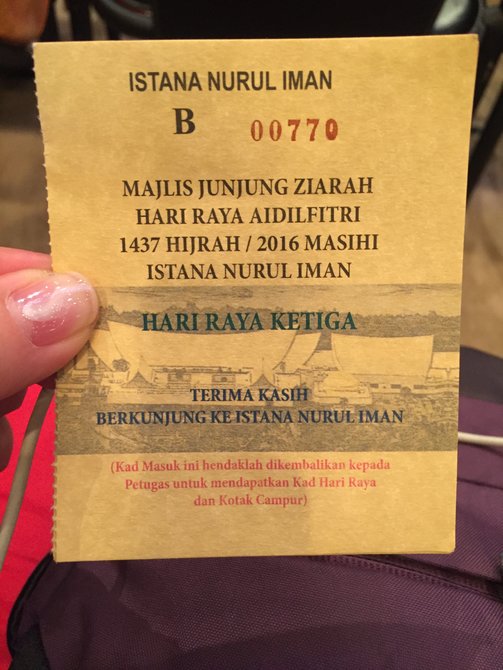 ISTANA NURUL IMAN
B 00770
MAJLIS JUNJUNG ZIARAH
HARI RAYA AIDILFITRI
1437 HIJRAH / 2016 MASIHI
ISTANA NURUL IMAN
HARI RAYA KETIGA
TERIMA KASIH
BERKUNJUNG KE ISTANA NURUL IMAN
(Kad Masuk ini hendaklah dikembalikan kepada
Petugas untuk mendapatkan Kad Hari Raya
dan Kotak Campur)